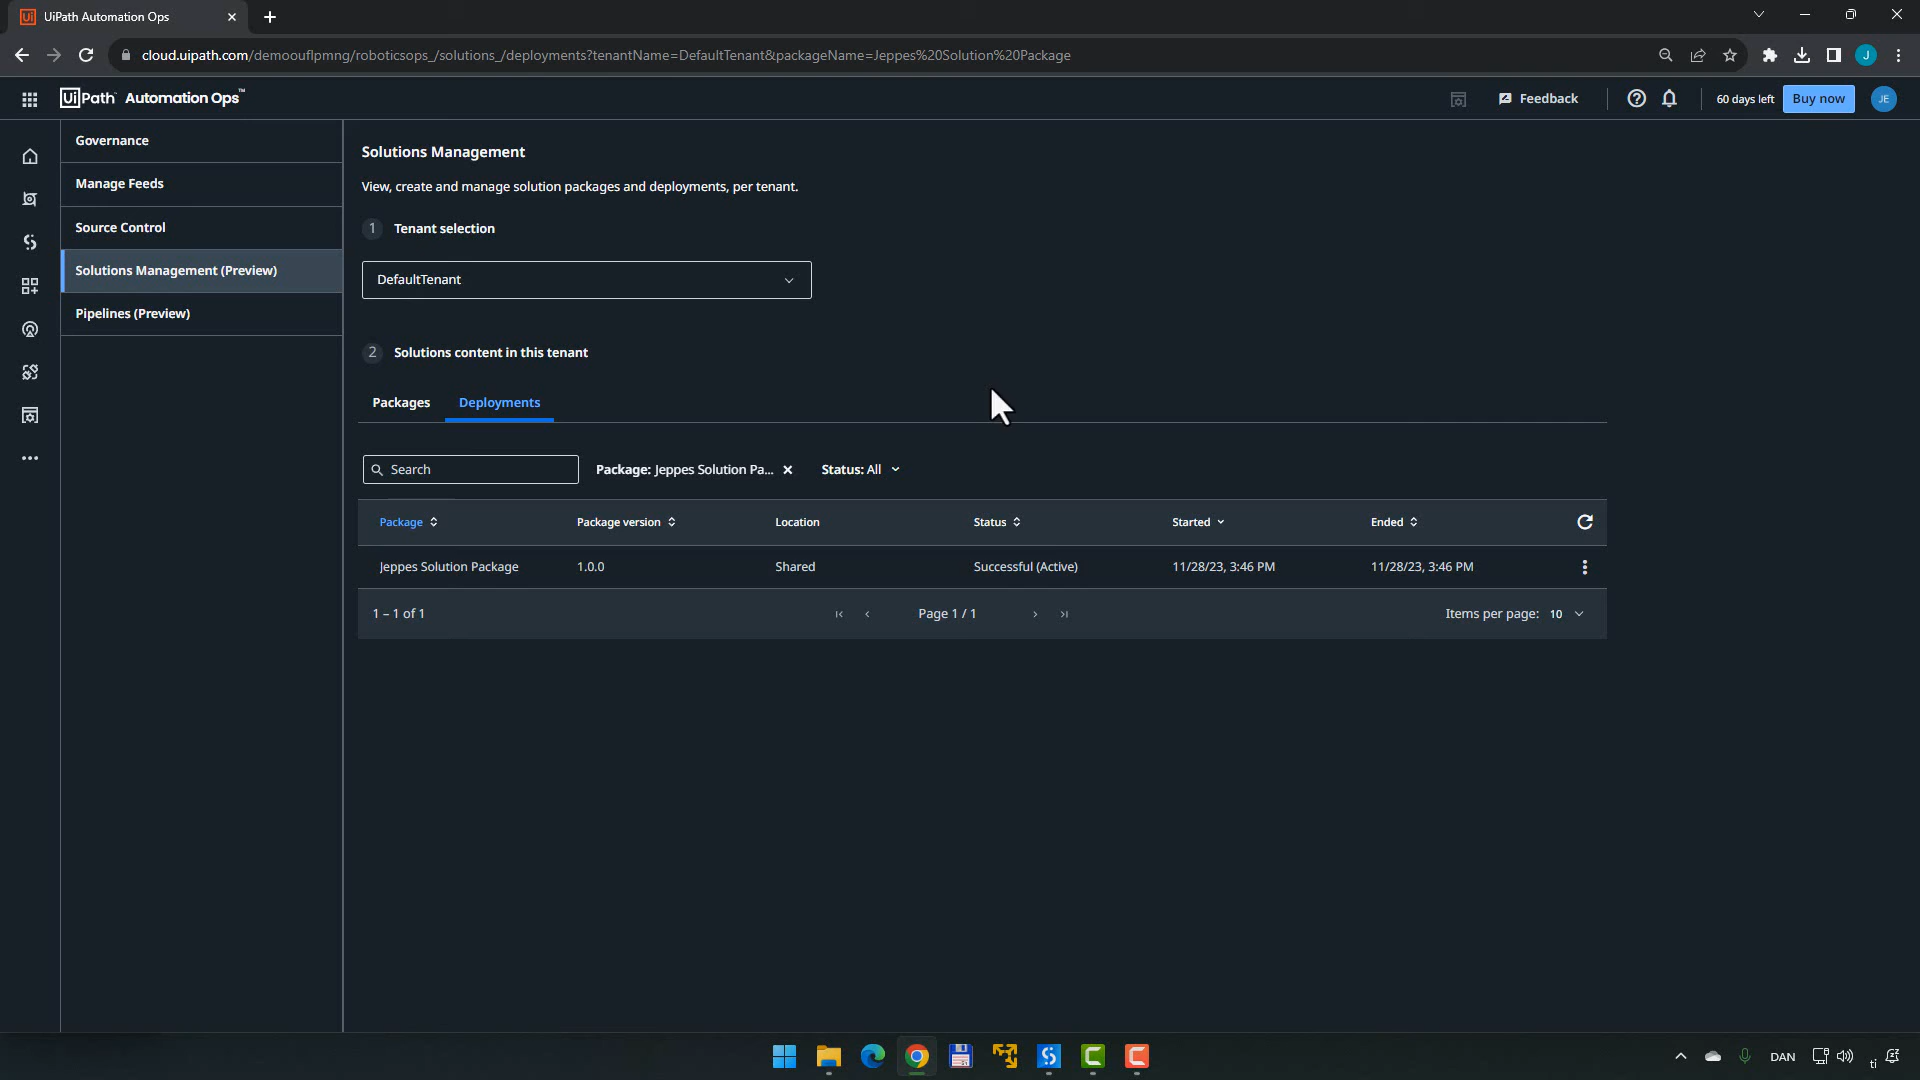 UiPath Automation Ops
cloud.uipath.com/demoouflpmng/roboticsops_/solutions_/deployments?tenantName=DefaultTenant&packageName=Jeppes%20Solution%20Package
J
UiPath Automation Ops™
Feedback
60 days left
Buy now
JE
Governance
Manage Feeds
Source Control
Solutions Management (Preview)
Pipelines (Preview)
Solutions Management
View, create and manage solution packages and deployments, per tenant.
1 Tenant selection
DefaultTenant
2 Solutions content in this tenant
Packages Deployments
Search Package: Jeppes Solution Pa... Status: All
Package Package version Location Status Started Ended
Jeppes Solution Package 1.0.0 Shared Successful (Active) 11/28/23, 3:46 PM 11/28/23, 3:46 PM
1 – 1 of 1 Page 1 / 1 Items per page: 10
DAN